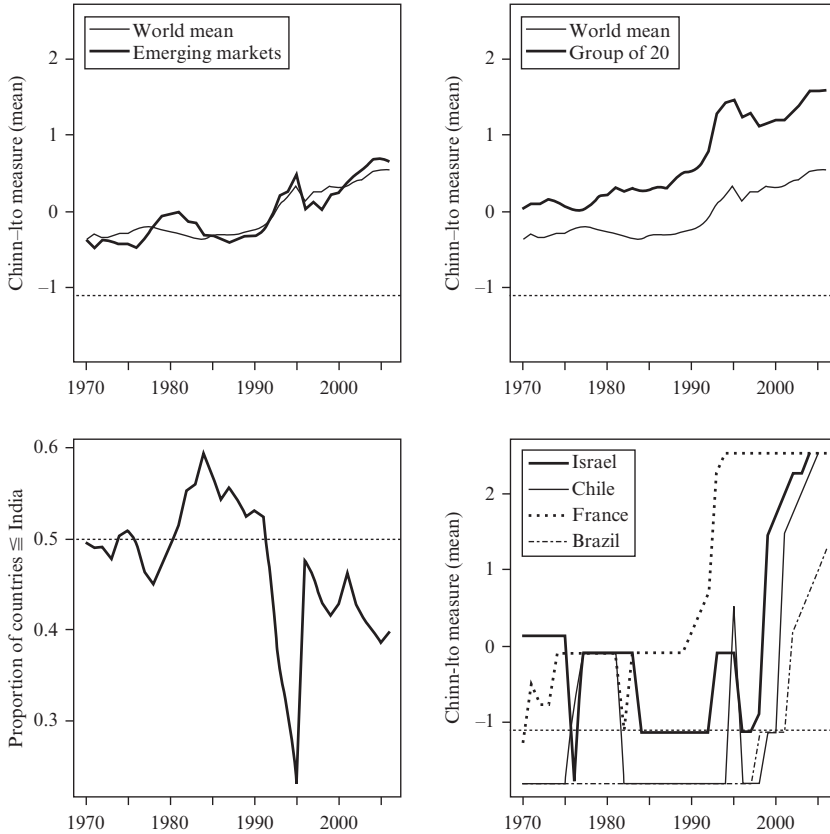 World mean
Emerging markets
Chinn–Ito measure (mean)
2
1
0
–1
1970 1980 1990 2000
World mean
Group of 20
Chinn–Ito measure (mean)
2
1
0
–1
1970 1980 1990 2000
Proportion of countries ≦ India
0.6
0.5
0.4
0.3
1970 1980 1990 2000
Israel
Chile
France
Brazil
Chinn-Ito measure (mean)
2
1
0
–1
1970 1980 1990 2000